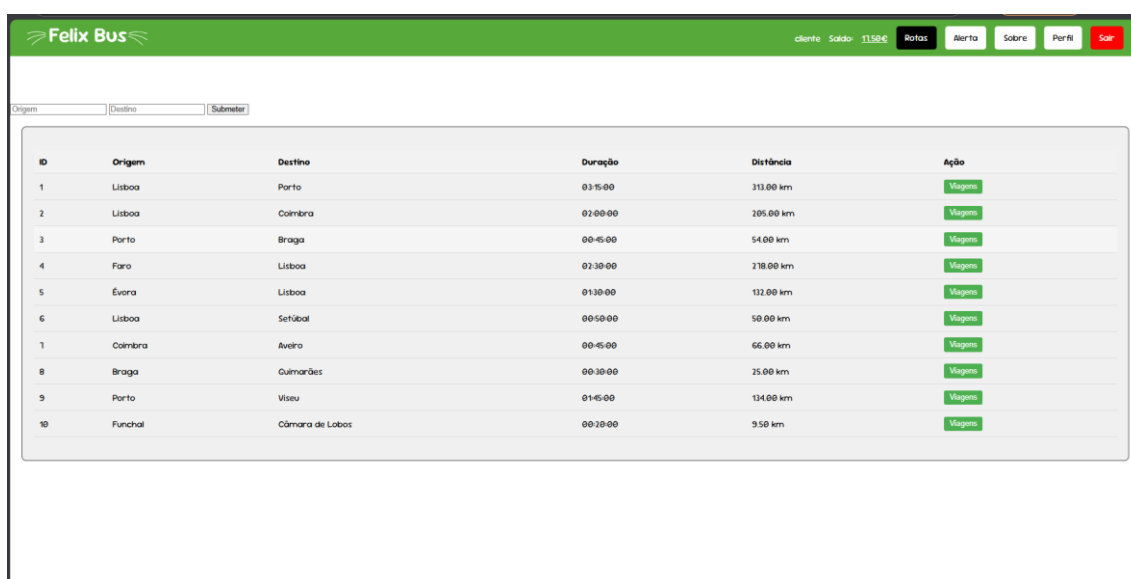 Felix Bus
cliente Saldo: 11.50€ Rotas Alerta Sobre Perfil Sair
Origem Destino Submeter
ID Origem Destino Duração Distância Ação
1 Lisboa Porto 03:15:00 313.00 km Viagens
2 Lisboa Coimbra 02:00:00 205.00 km Viagens
3 Porto Braga 00:45:00 54.00 km Viagens
4 Faro Lisboa 02:30:00 278.00 km Viagens
5 Évora Lisboa 01:30:00 132.00 km Viagens
6 Lisboa Setúbal 00:50:00 50.00 km Viagens
7 Coimbra Aveiro 00:45:00 66.00 km Viagens
8 Braga Guimarães 00:30:00 25.00 km Viagens
9 Porto Viseu 01:45:00 134.00 km Viagens
10 Funchal Câmara de Lobos 00:20:00 9.50 km Viagens